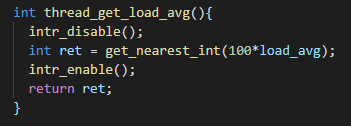 int thread_get_load_avg(){
  intr_disable();
  int ret = get_nearest_int(100*load_avg);
  intr_enable();
  return ret;
}